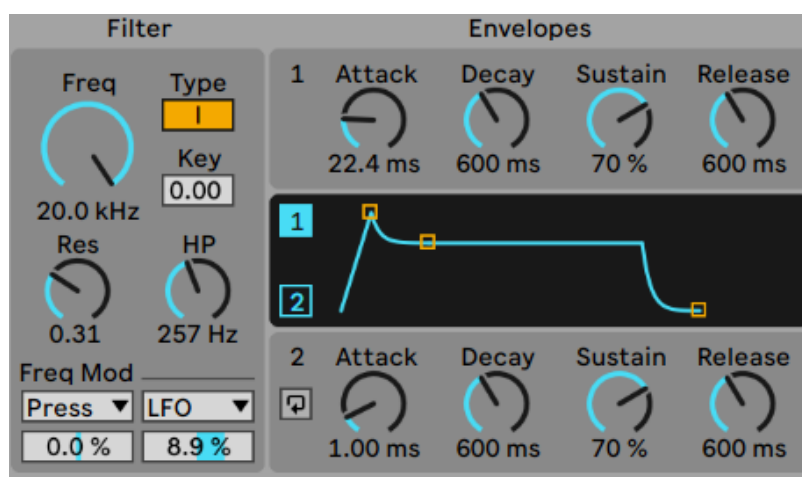 Filter
Freq
Type
I
Key
0.00
20.0 kHz
Res
HP
0.31
257 Hz
Freq Mod
Press
LFO
0.0 %
8.9 %
Envelopes
1
Attack
Decay
Sustain
Release
22.4 ms
600 ms
70 %
600 ms
1
2
2
Attack
Decay
Sustain
Release
1.00 ms
600 ms
70 %
600 ms